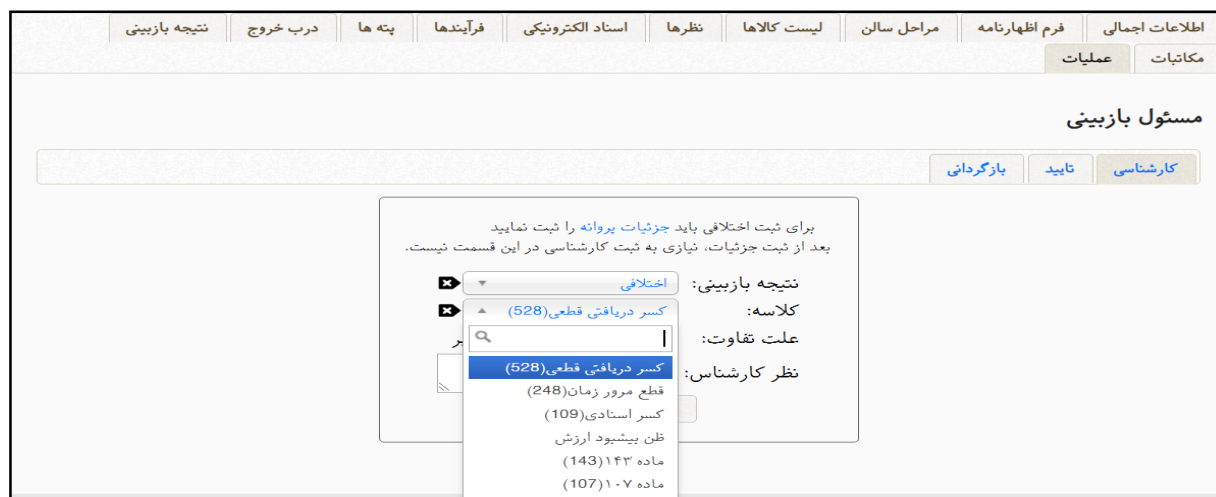 اطلاعات اجمالی فرم اظهارنامه مراحل سالن لیست کالاها نظرها اسناد الکترونیکی فرآیندها پته ها درب خروج نتیجه بازبینی
مکاتبات عملیات
مسئول بازبینی
کارشناسی تایید بازگردانی
برای ثبت اختلافی باید جزئیات پروانه را ثبت نمایید
بعد از ثبت جزئیات، نیازی به ثبت کارشناسی در این قسمت نیست.
نتیجه بازبینی: اختلافی
کلاسه: کسر دریافتی قطعی(528)
علت تفاوت:
نظر کارشناس:
کسر دریافتی قطعی(528)
قطع مرور زمان(248)
کسر اسنادی(109)
ظن بیشبود ارزش
ماده ۱۴۳(143)
ماده ۱۰۷(107)